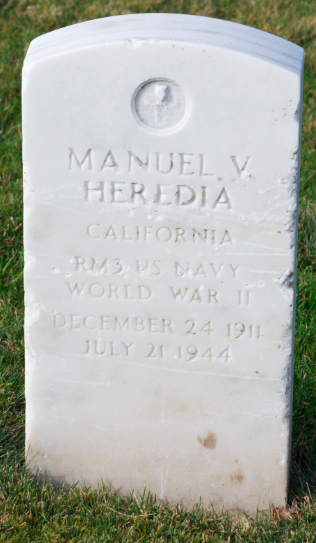 MANUEL V.
HEREDIA
CALIFORNIA
RM3 US NAVY
WORLD WAR II
DECEMBER 24 1911
JULY 21 1944